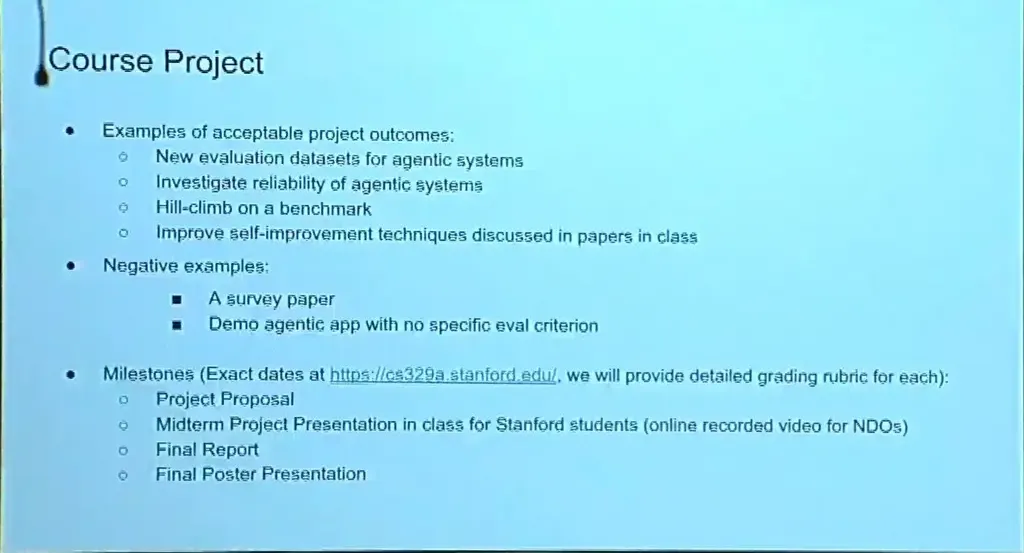 Course Project
● Examples of acceptable project outcomes:
○ New evaluation datasets for agentic systems
○ Investigate reliability of agentic systems
○ Hill-climb on a benchmark
○ Improve self-improvement techniques discussed in papers in class
● Negative examples:
■ A survey paper
■ Demo agentic app with no specific eval criterion
● Milestones (Exact dates at https://cs329a.stanford.edu/, we will provide detailed grading rubric for each):
○ Project Proposal
○ Midterm Project Presentation in class for Stanford students (online recorded video for NDOs)
○ Final Report
○ Final Poster Presentation